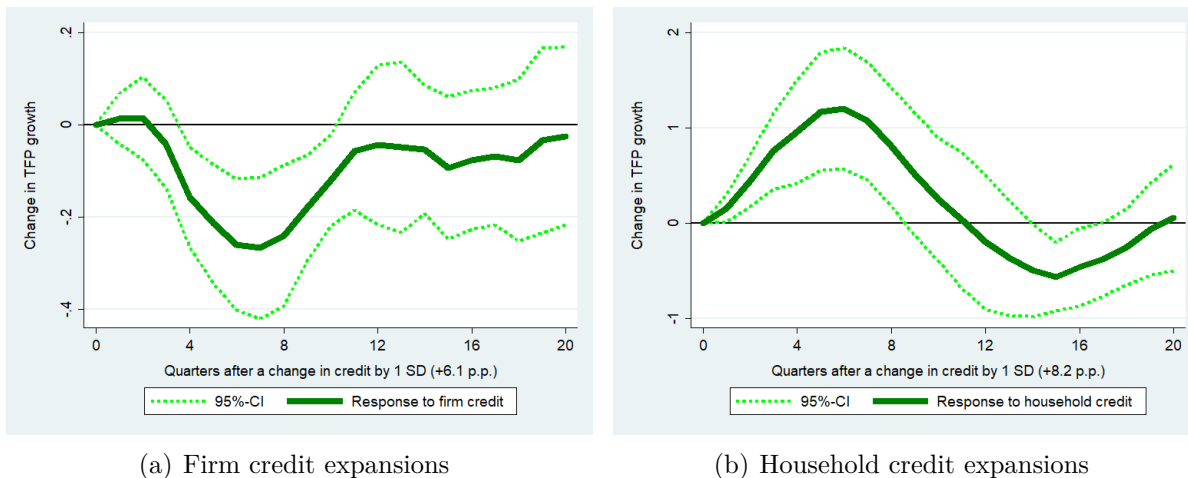 .2
0
-.2
-.4
Change in TFP growth
0 4 8 12 16 20
Quarters after a change in credit by 1 SD (+6.1 p.p.)
95%-CI Response to firm credit
(a) Firm credit expansions
2
1
0
-1
Change in TFP growth
0 4 8 12 16 20
Quarters after a change in credit by 1 SD (+8.2 p.p.)
95%-CI Response to household credit
(b) Household credit expansions